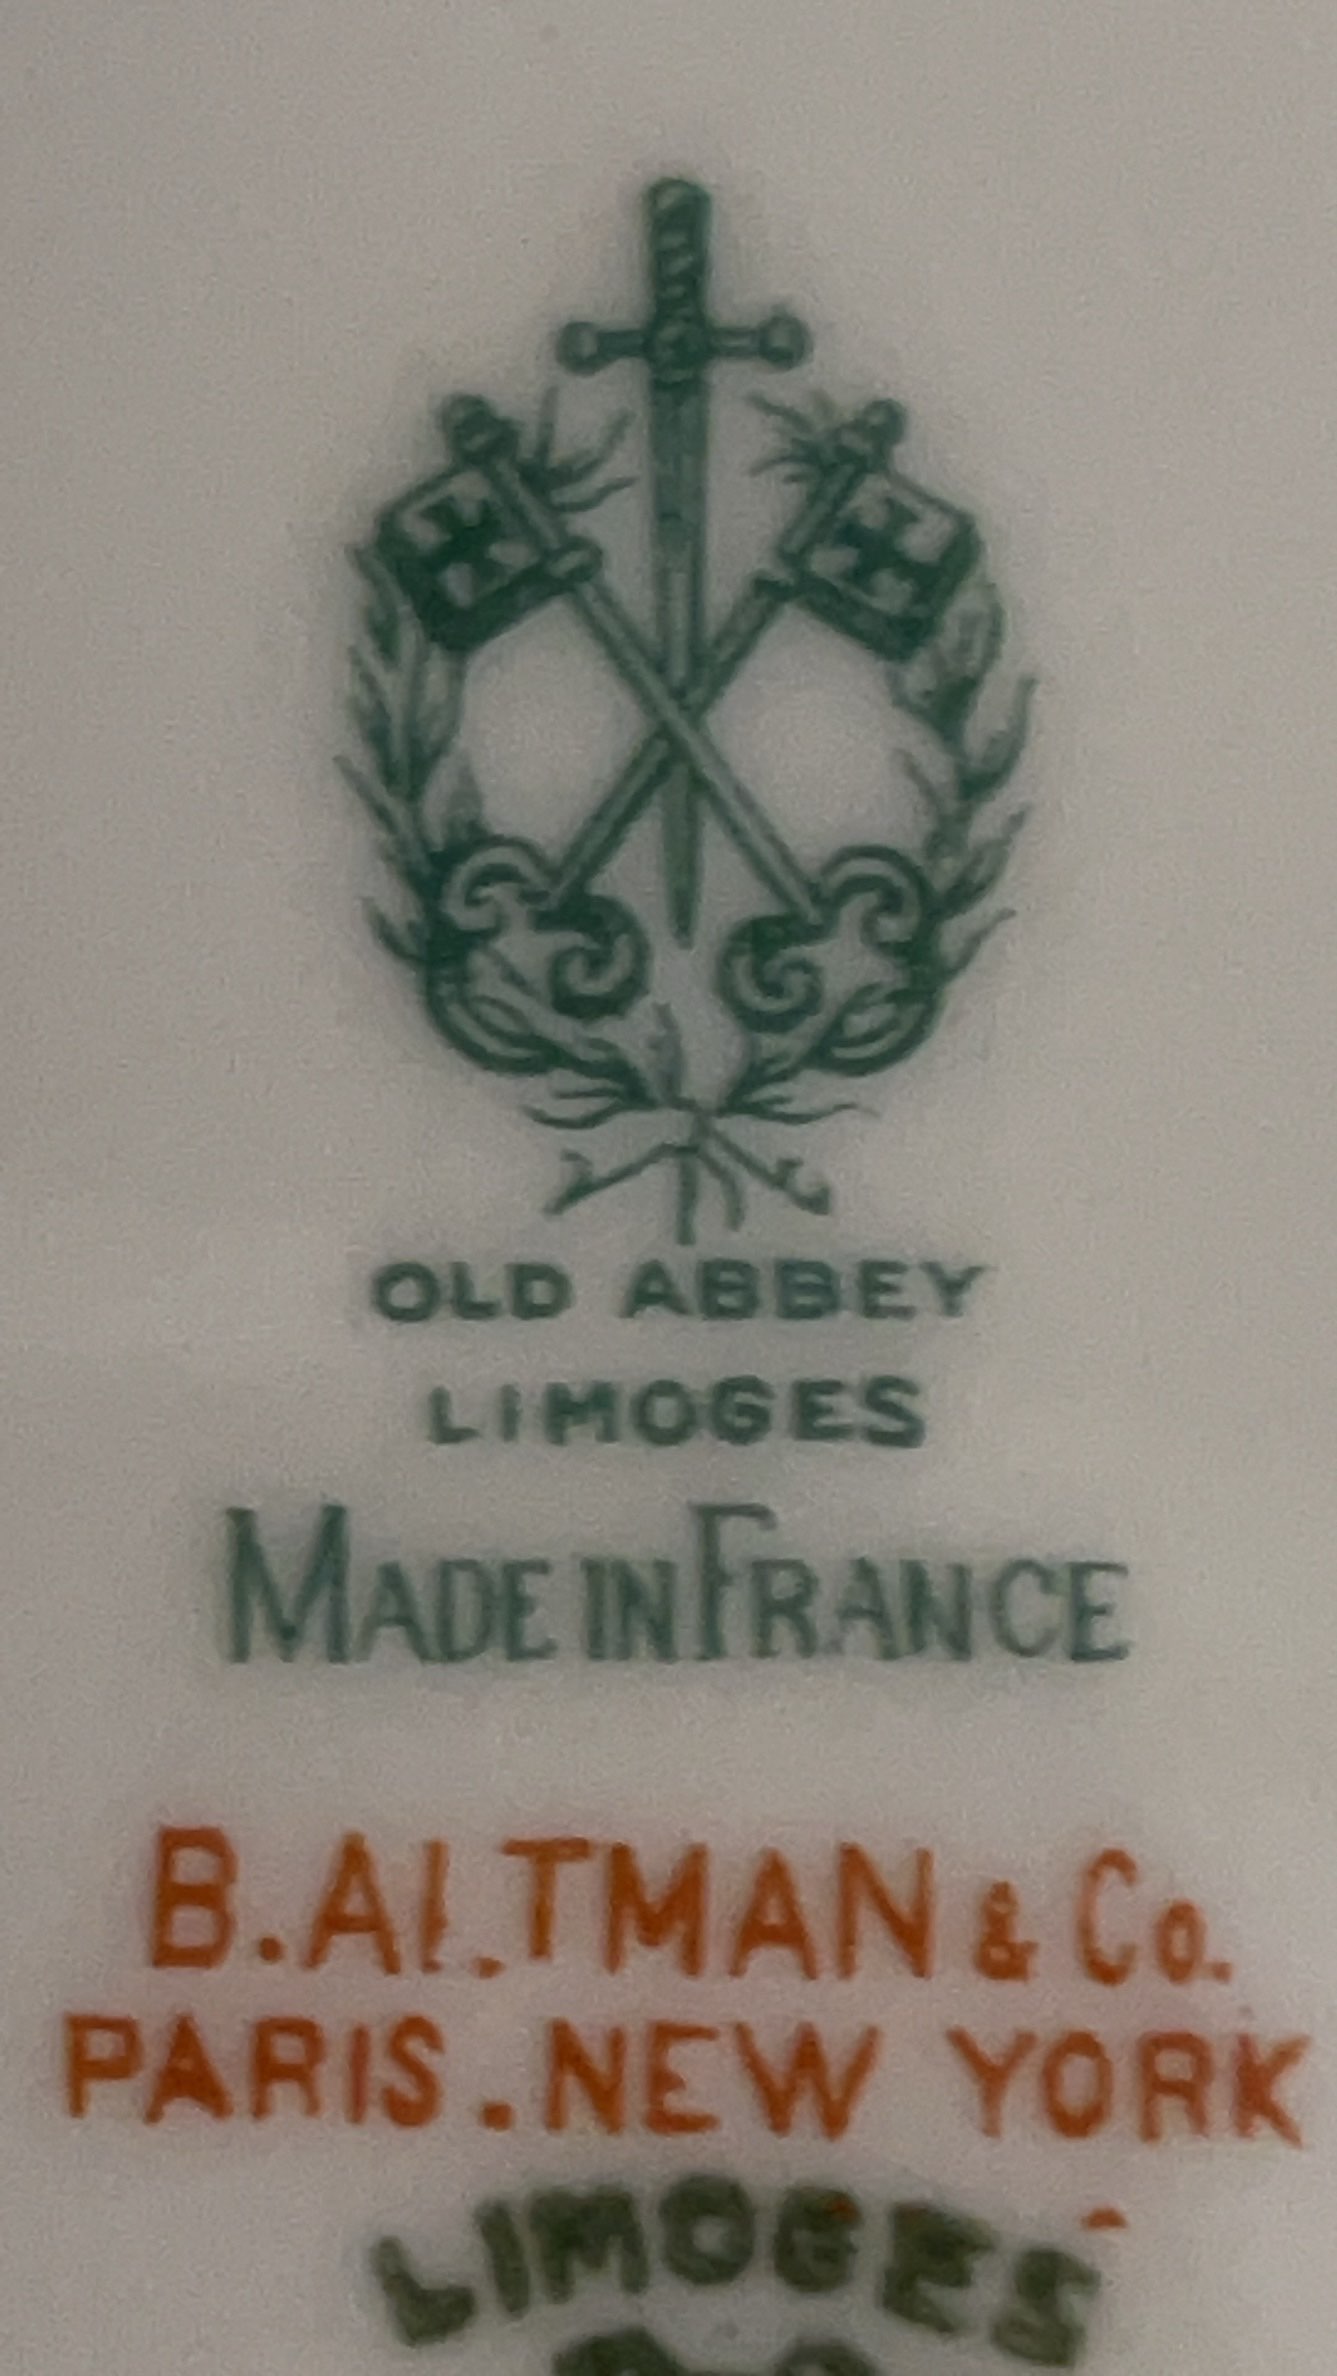 OLD ABBEY
LIMOGES
MADE IN FRANCE
B. ALTMAN & Co.
PARIS. NEW YORK
LIMOGES